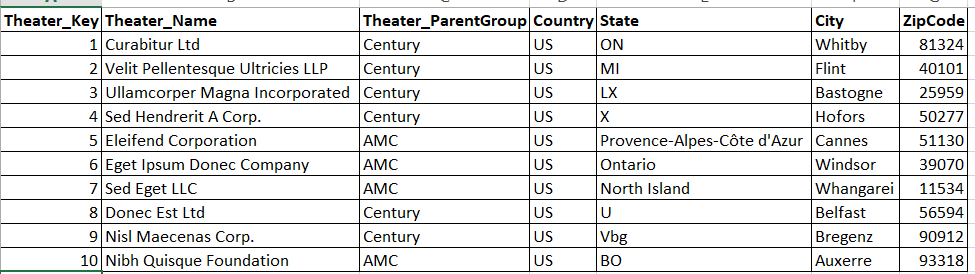 Theater_Key Theater_Name Theater_ParentGroup Country State City ZipCode
1 Curabitur Ltd Century US ON Whitby 81324
2 Velit Pellentesque Ultricies LLP Century US MI Flint 40101
3 Ullamcorper Magna Incorporated Century US LX Bastogne 25959
4 Sed Hendrerit A Corp. Century US X Hofors 50277
5 Eleifend Corporation AMC US Provence-Alpes-Côte d'Azur Cannes 51130
6 Eget Ipsum Donec Company AMC US Ontario Windsor 39070
7 Sed Eget LLC AMC US North Island Whangarei 11534
8 Donec Est Ltd Century US U Belfast 56594
9 Nisl Maecenas Corp. Century US Vbg Bregenz 90912
10 Nibh Quisque Foundation AMC US BO Auxerre 93318